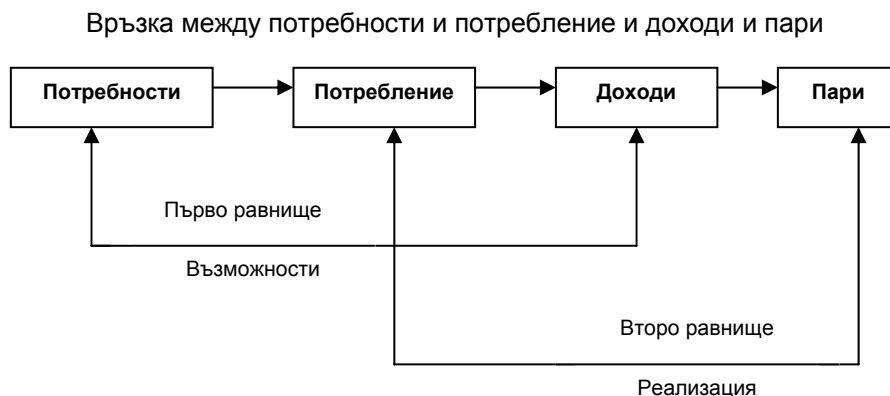 Връзка между потребности и потребление и доходи и пари
Потребности
Потребление
Доходи
Пари
Първо равнище
Възможности
Второ равнище
Реализация